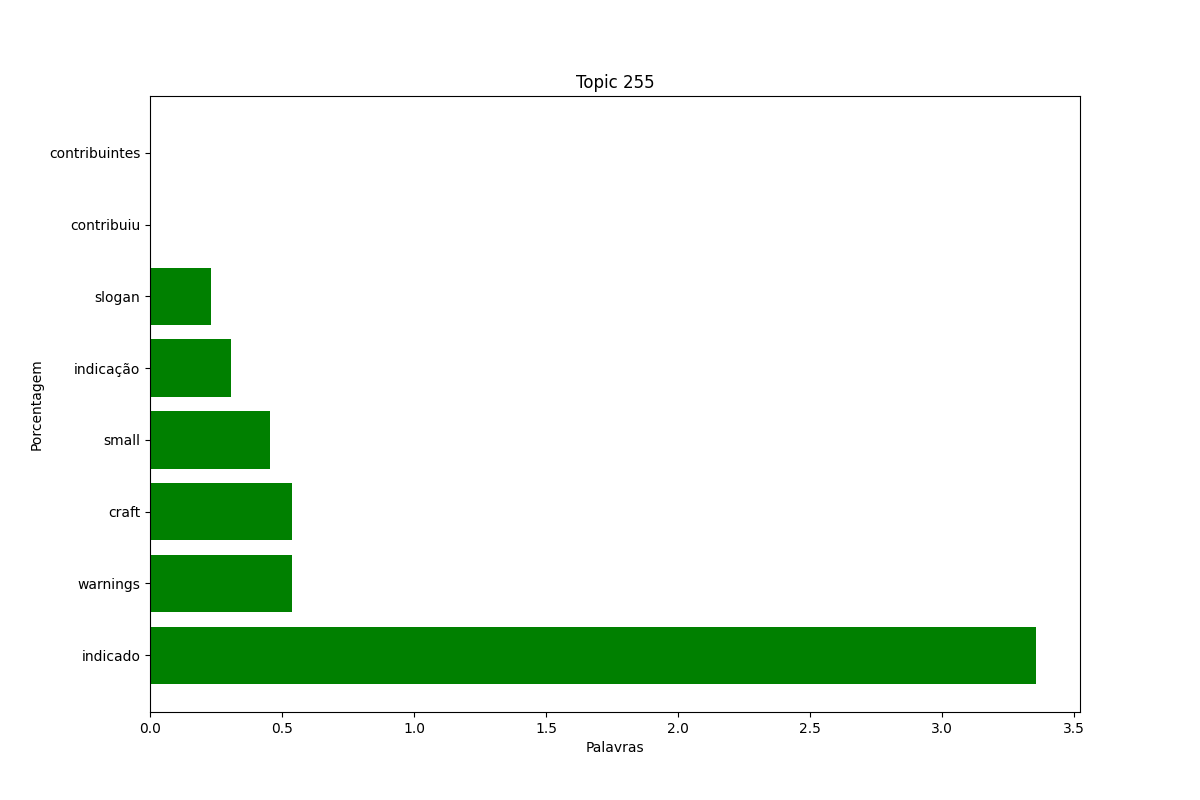 Topic 255
contribuintes
contribuiu
slogan
indicação
small
craft
warnings
indicado
Porcentagem
0.0 0.5 1.0 1.5 2.0 2.5 3.0 3.5
Palavras